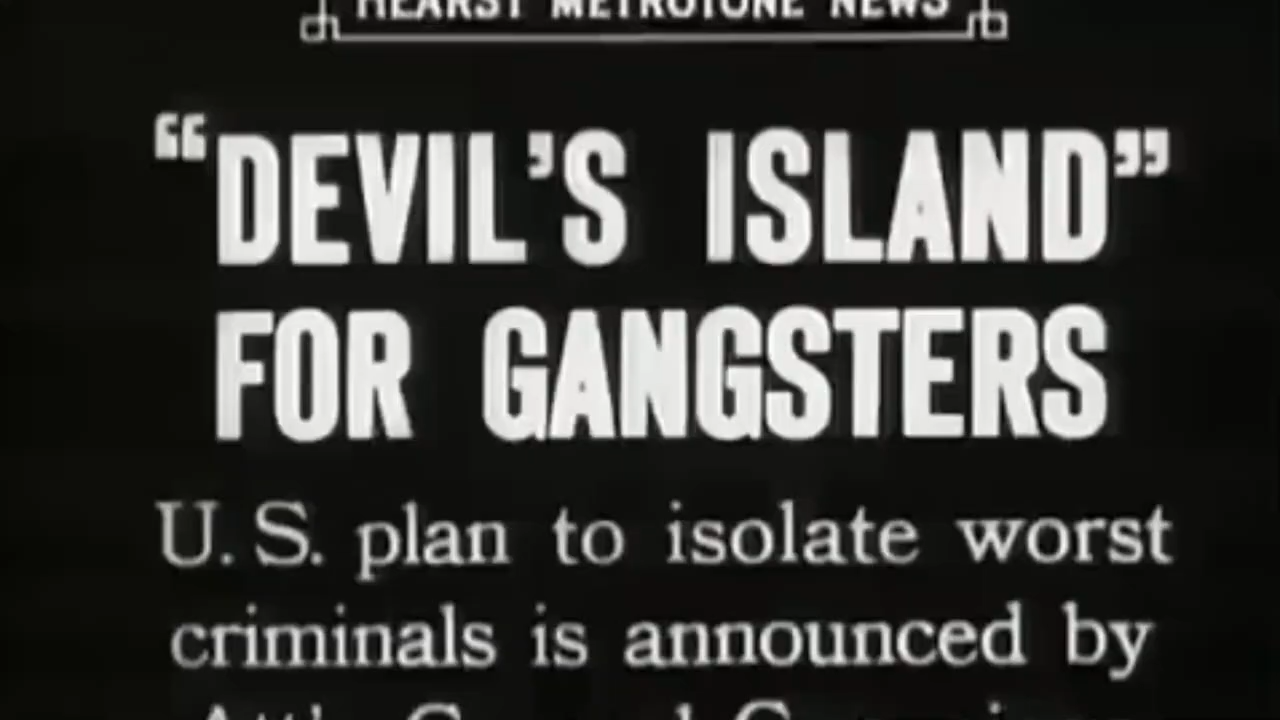 HEARST METROTONE NEWS
“DEVIL’S ISLAND”
FOR GANGSTERS
U. S. plan to isolate worst
criminals is announced by